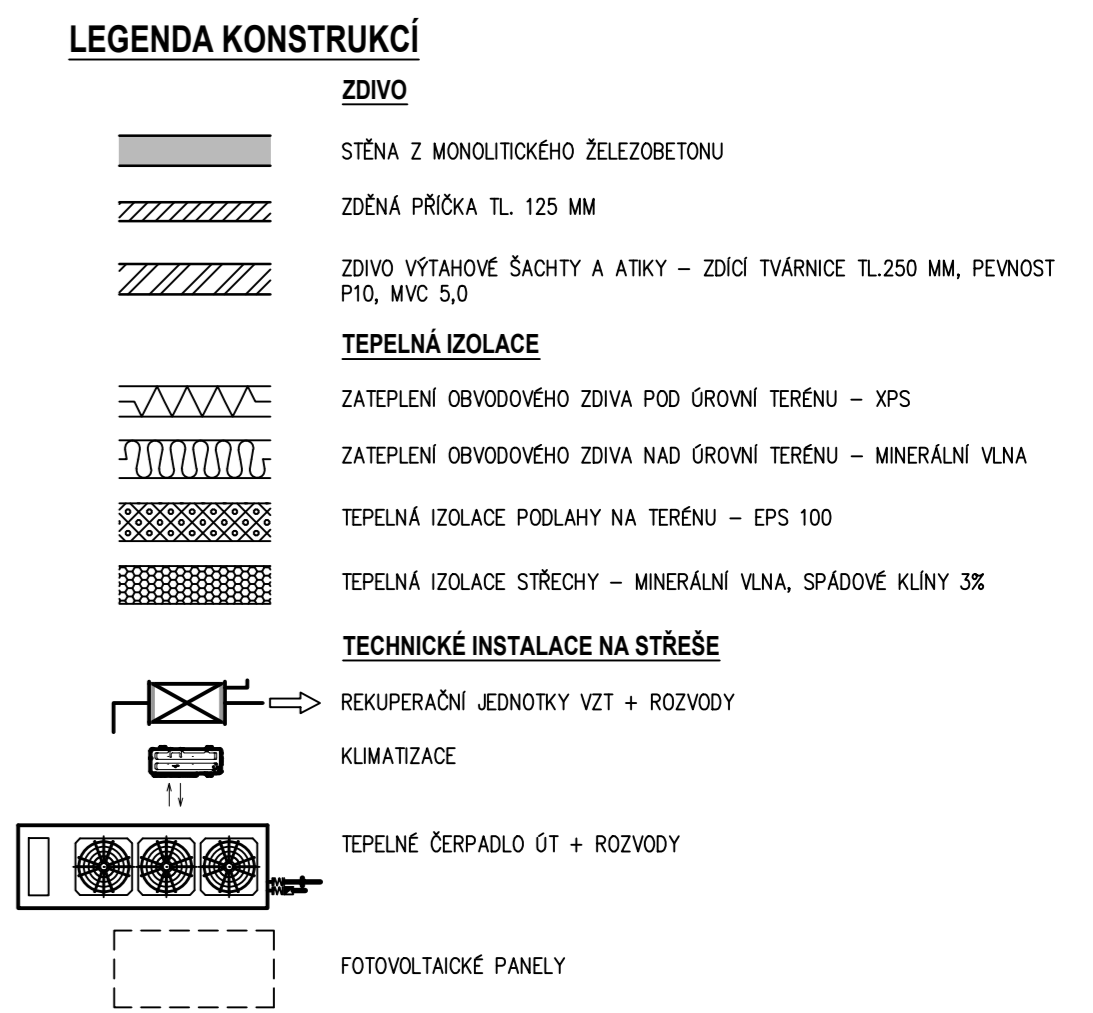 LEGENDA KONSTRUKCÍ
ZDIVO
STĚNA Z MONOLITICKÉHO ŽELEZOBETONU
ZDĚNÁ PŘÍČKA TL. 125 MM
ZDIVO VÝTAHOVÉ ŠACHTY A ATIKY – ZDÍCÍ TVÁRNICE TL.250 MM, PEVNOST
P10, MVC 5,0
TEPELNÁ IZOLACE
ZATEPLENÍ OBVODOVÉHO ZDIVA POD ÚROVNÍ TERÉNU – XPS
ZATEPLENÍ OBVODOVÉHO ZDIVA NAD ÚROVNÍ TERÉNU – MINERÁLNÍ VLNA
TEPELNÁ IZOLACE PODLAHY NA TERÉNU – EPS 100
TEPELNÁ IZOLACE STŘECHY – MINERÁLNÍ VLNA, SPÁDOVÉ KLÍNY 3%
TECHNICKÉ INSTALACE NA STŘEŠE
REKUPERAČNÍ JEDNOTKY VZT + ROZVODY
KLIMATIZACE
TEPELNÉ ČERPADLO ÚT + ROZVODY
FOTOVOLTAICKÉ PANELY